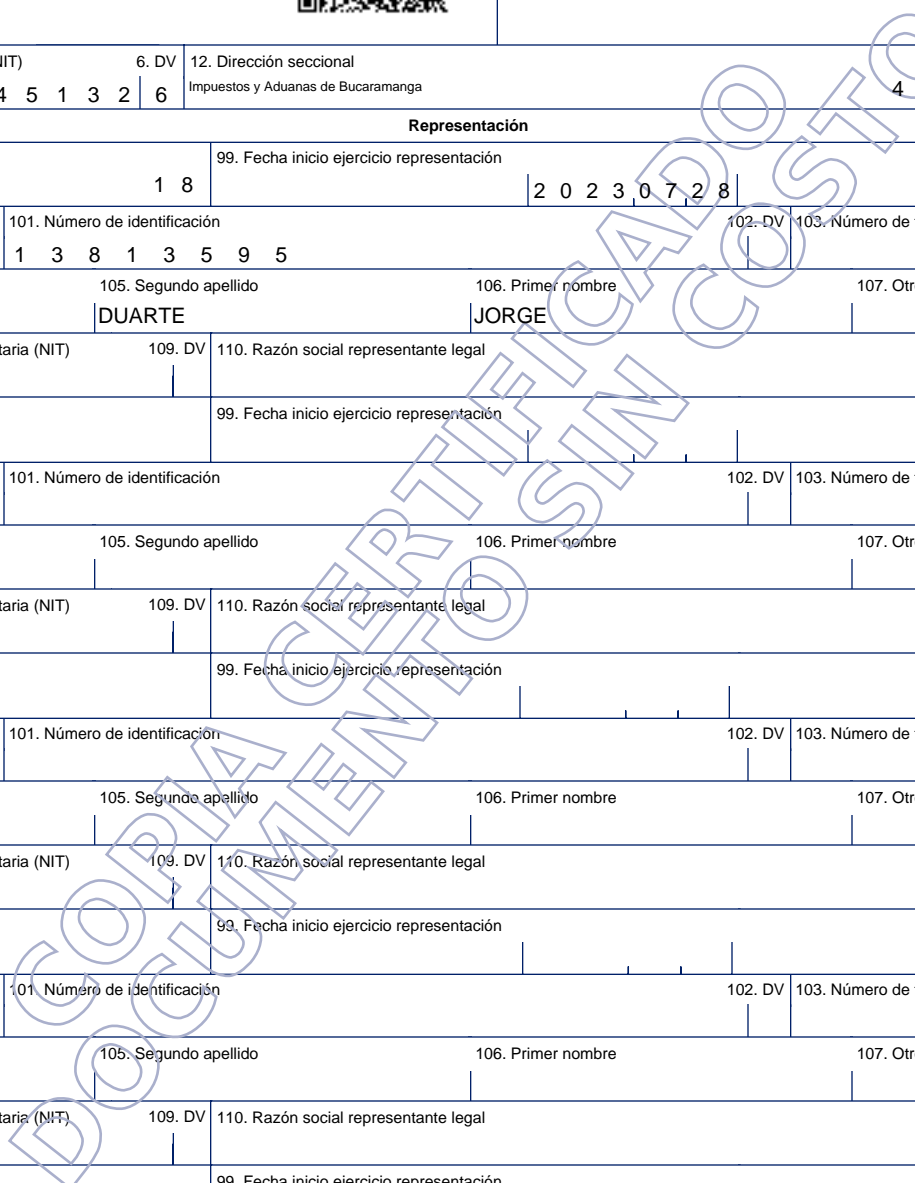 IIT) 6. DV 12. Dirección seccional
4 5 1 3 2 6 Impuestos y Aduanas de Bucaramanga 4
Representación
99. Fecha inicio ejercicio representación
1 8 2 0 2 3 0 7 2 8
101. Número de identificación 102. DV 103. Número de
1 3 8 1 3 5 9 5
105. Segundo apellido 106. Primer nombre 107. Otr
DUARTE JORGE
taria (NIT) 109. DV 110. Razón social representante legal
99. Fecha inicio ejercicio representación
101. Número de identificación 102. DV 103. Número de
105. Segundo apellido 106. Primer nombre 107. Otr
taria (NIT) 109. DV 110. Razón social representante legal
99. Fecha inicio ejercicio representación
101. Número de identificación 102. DV 103. Número de
105. Segundo apellido 106. Primer nombre 107. Otr
taria (NIT) 109. DV 110. Razón social representante legal
99. Fecha inicio ejercicio representación
101. Número de identificación 102. DV 103. Número de
105. Segundo apellido 106. Primer nombre 107. Otr
taria (NIT) 109. DV 110. Razón social representante legal
99. Fecha inicio ejercicio representación
COPIA CERTIFICADO
DOCUMENTO SIN COSTO